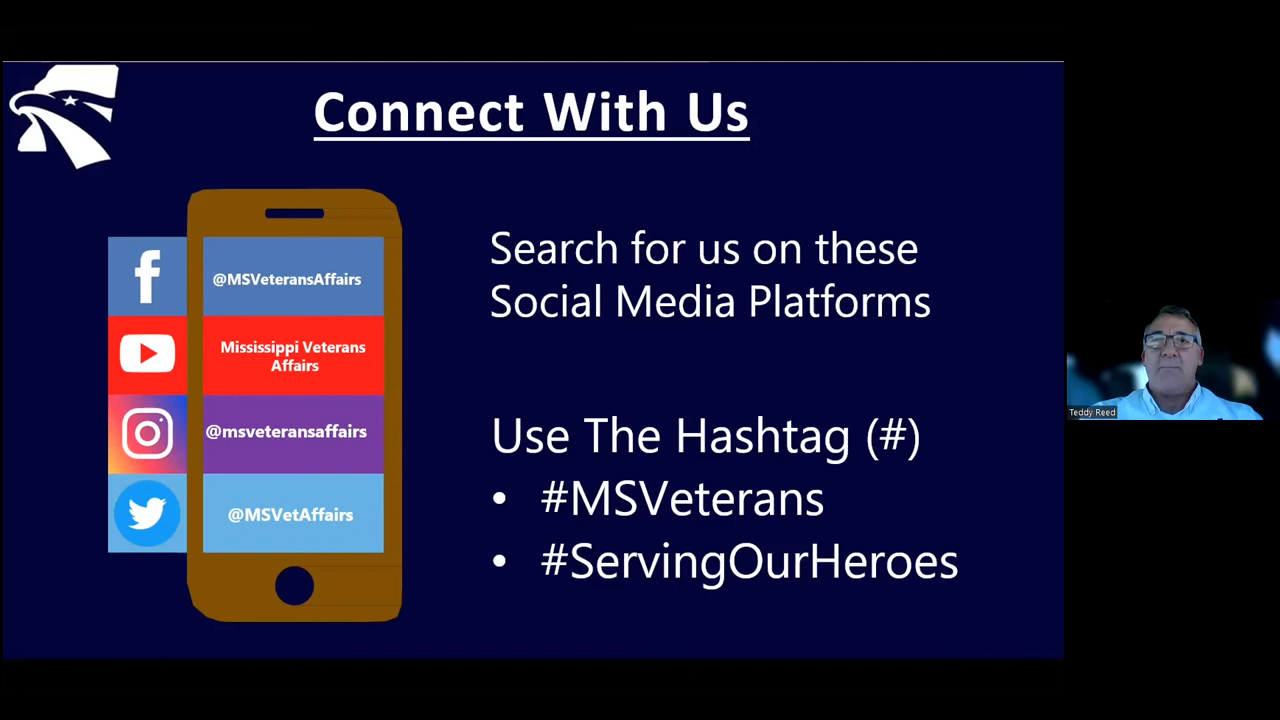 Connect With Us
@MSVeteransAffairs
Mississippi Veterans
Affairs
@msveteransaffairs
@MSVetAffairs
Search for us on these
Social Media Platforms
Use The Hashtag (#)
• #MSVeterans
• #ServingOurHeroes
Teddy Reed